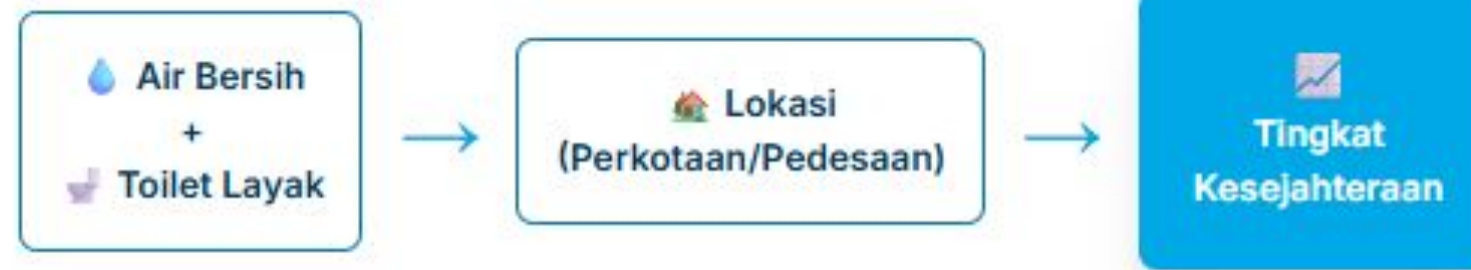 Air Bersih
+
Toilet Layak
Lokasi
(Perkotaan/Pedesaan)
Tingkat
Kesejahteraan